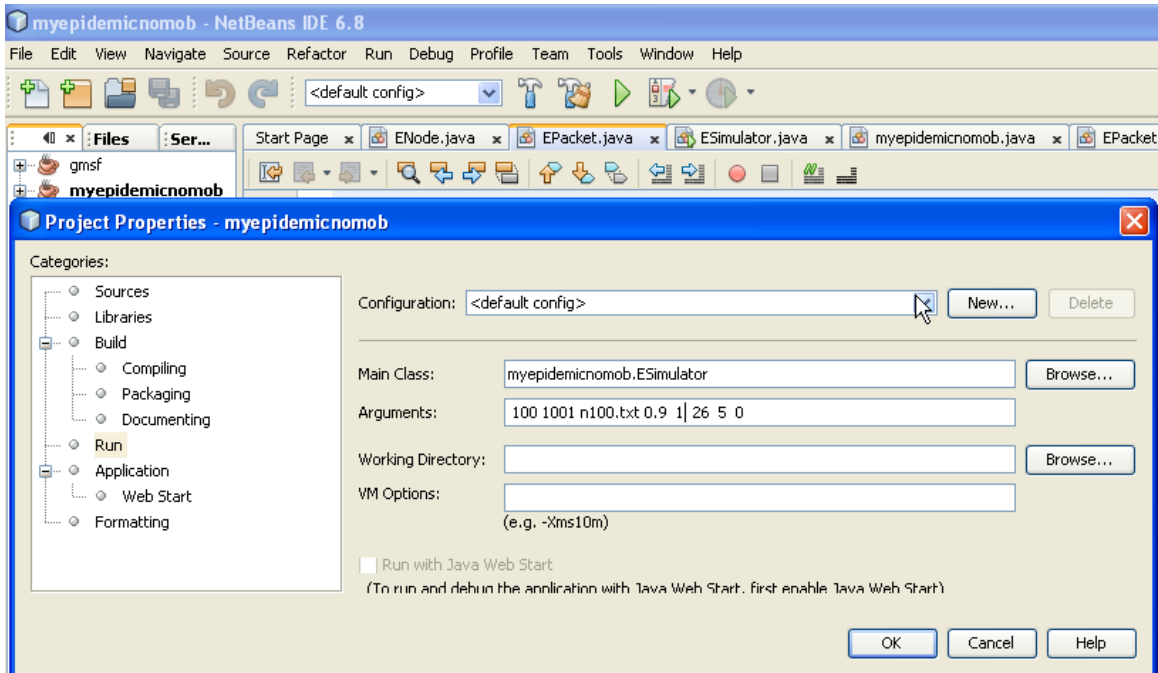 myepidemicnomob - NetBeans IDE 6.8
File Edit View Navigate Source Refactor Run Debug Profile Team Tools Window Help
<default config>
Files Ser... Start Page ENode.java EPacket.java ESimulator.java myepidemicnomob.java EPacket
gmsf
myepidemicnomob
Project Properties - myepidemicnomob
Categories:
Sources
Libraries
Build
Compiling
Packaging
Documenting
Run
Application
Web Start
Formatting
Configuration: <default config> New... Delete
Main Class: myepidemicnomob.ESimulator Browse...
Arguments: 100 1001 n100.txt 0.9 1 26 5 0
Working Directory: Browse...
VM Options:
(e.g. -Xms10m)
Run with Java Web Start
(To run and debug the application with Java Web Start, first enable Java Web Start)
OK Cancel Help